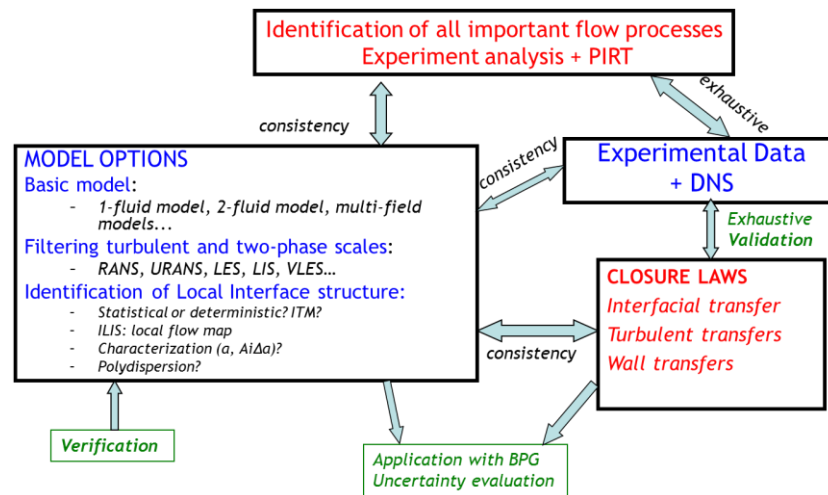 Identification of all important flow processes
Experiment analysis + PIRT
consistency
exhaustive
MODEL OPTIONS
Basic model:
- 1-fluid model, 2-fluid model, multi-field
models...
Filtering turbulent and two-phase scales:
- RANS, URANS, LES, LIS, VLES…
Identification of Local Interface structure:
- Statistical or deterministic? ITM?
- ILIS: local flow map
- Characterization (α, AiΔα)?
- Polydispersion?
consistency
Experimental Data
+ DNS
Exhaustive
Validation
CLOSURE LAWS
Interfacial transfer
Turbulent transfers
Wall transfers
consistency
Verification
Application with BPG
Uncertainty evaluation